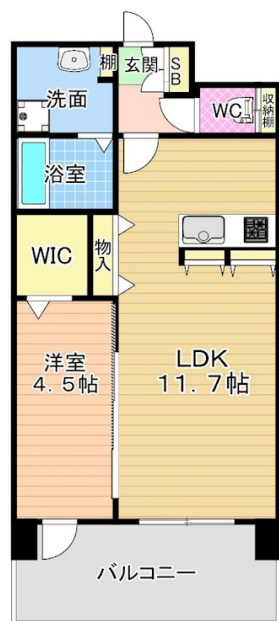 棚
玄関
SB
洗面
WC
収納棚
浴室
WIC
物入
LDK
11.7帖
洋室
4.5帖
バルコニー